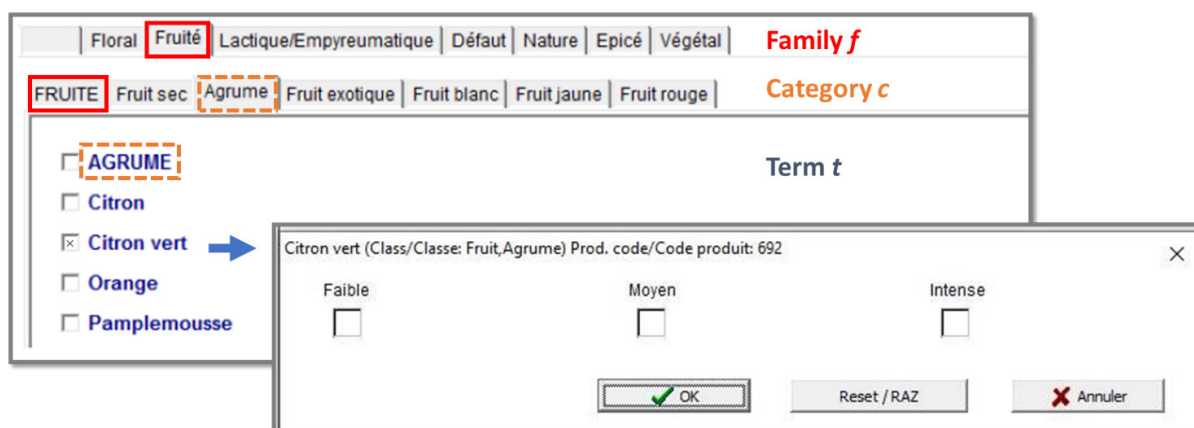 Floral Fruité Lactique/Empyreumatique Défaut Nature Epicé Végétal Family f
FRUITE Fruit sec Agrume Fruit exotique Fruit blanc Fruit jaune Fruit rouge Category c
AGRUME Term t
Citron
Citron vert
Orange
Pamplemousse
Citron vert (Class/Classe: Fruit,Agrume) Prod. code/Code produit: 692
Faible Moyen Intense
OK Reset / RAZ Annuler